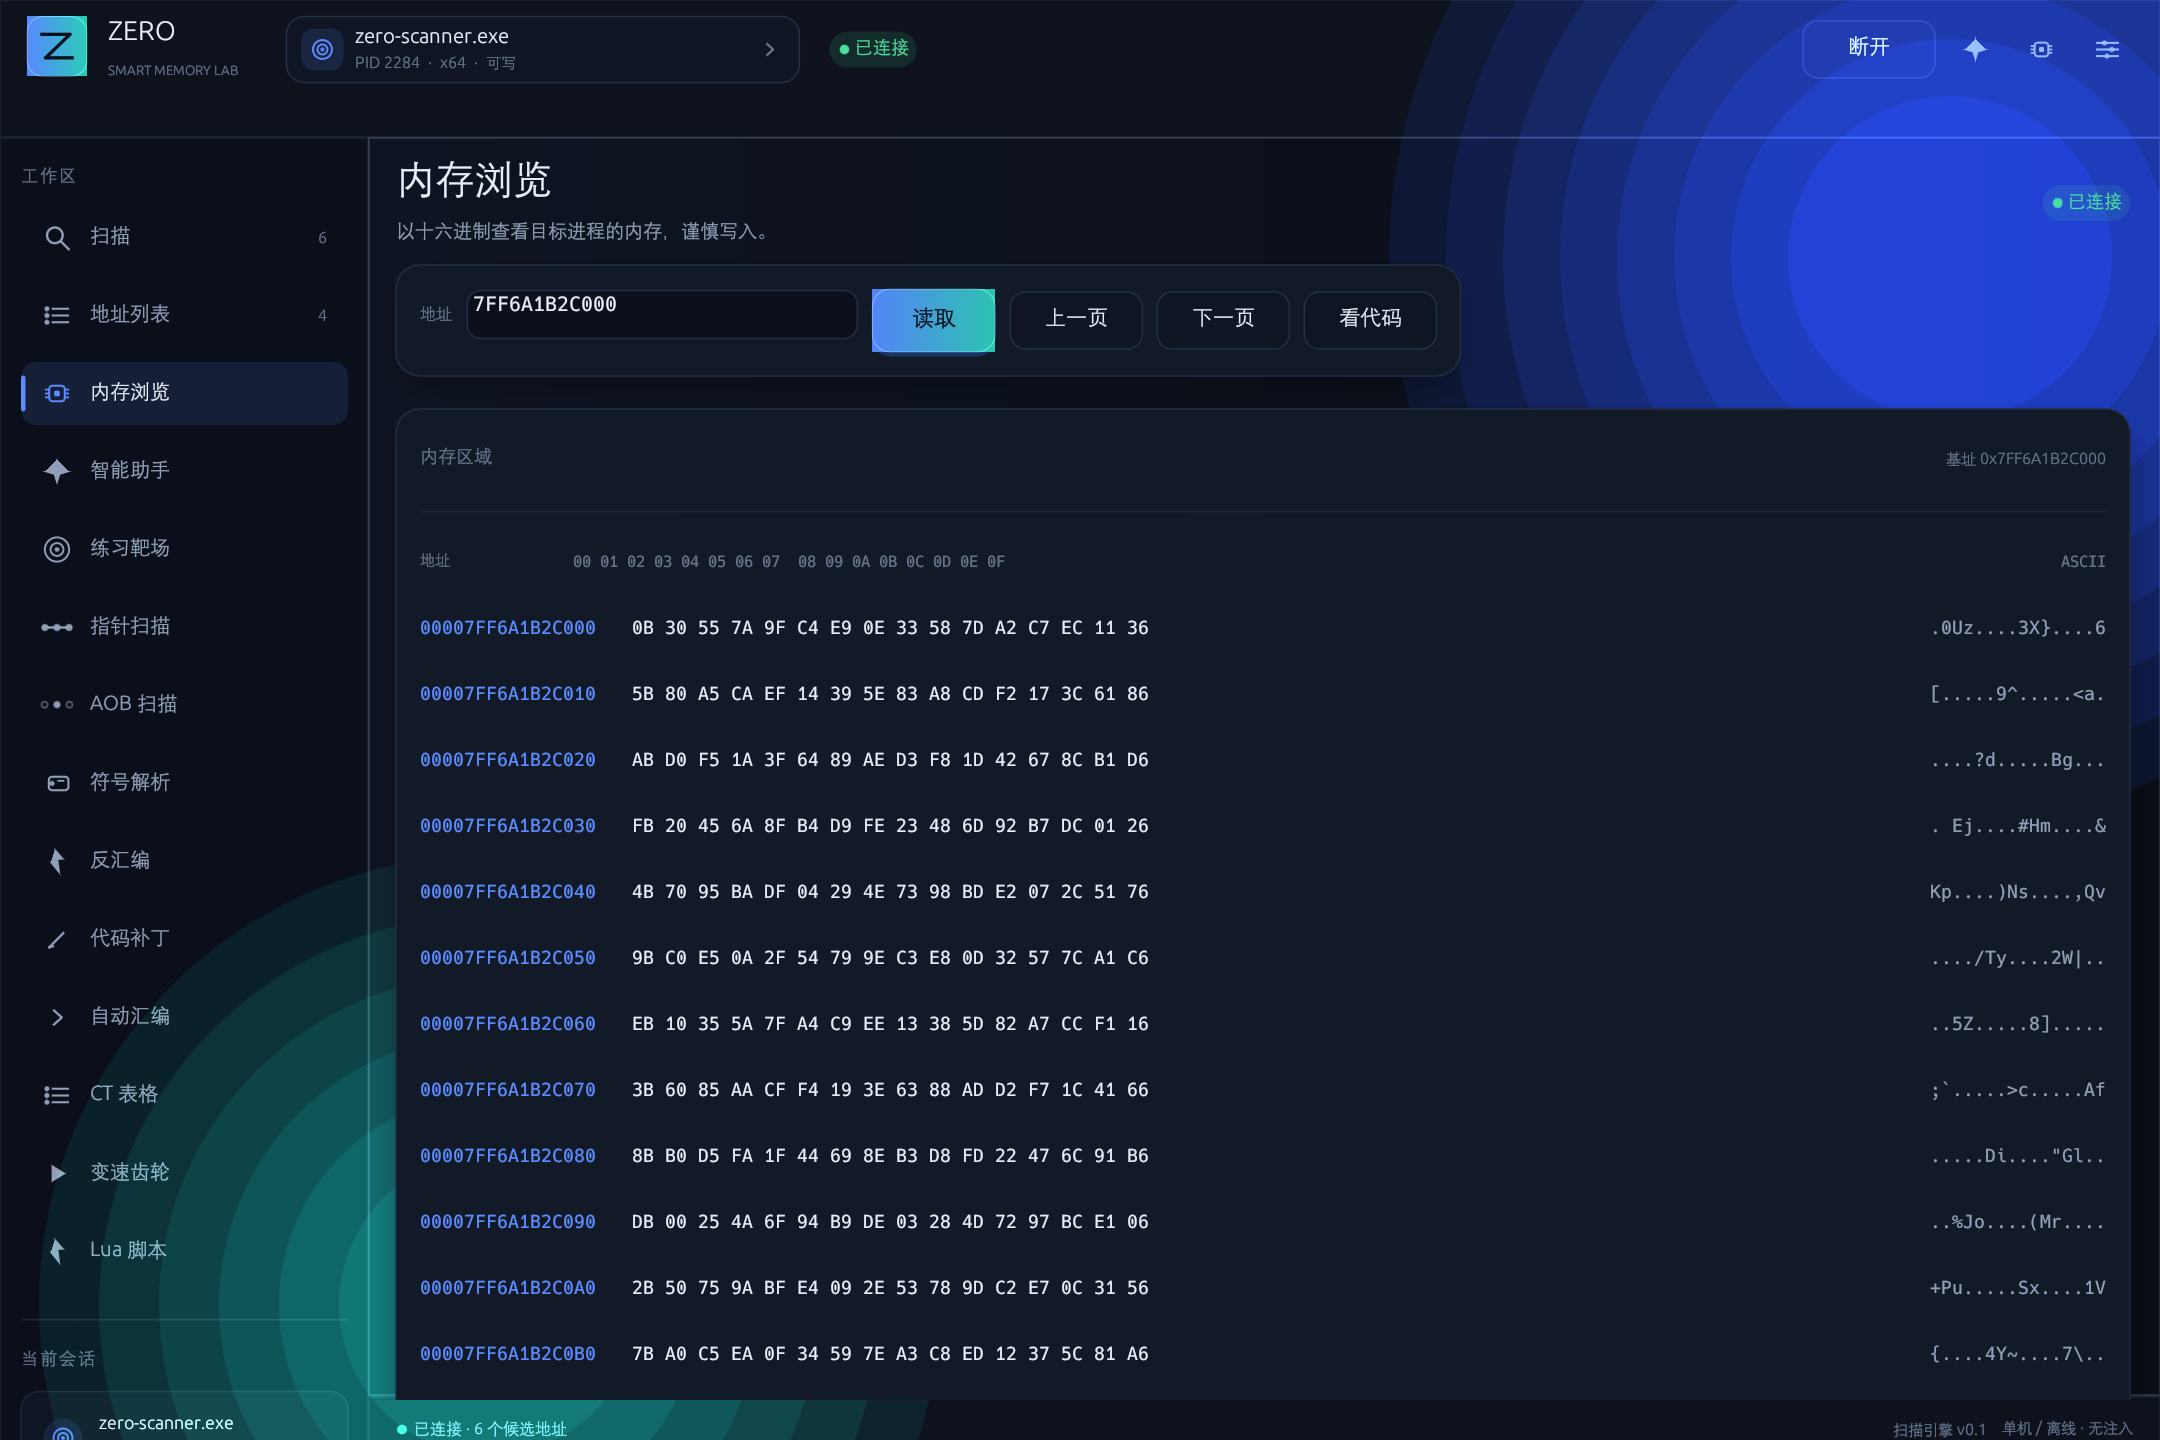 ZERO
SMART MEMORY LAB
zero-scanner.exe
PID 2284 · x64 · 可写
已连接
断开
工作区
扫描 6
地址列表 4
内存浏览
智能助手
练习靶场
指针扫描
AOB 扫描
符号解析
反汇编
代码补丁
自动汇编
CT 表格
变速齿轮
Lua 脚本
当前会话
zero-scanner.exe
内存浏览
已连接
以十六进制查看目标进程的内存，谨慎写入。
地址 7FF6A1B2C000 读取 上一页 下一页 看代码
内存区域 基址 0x7FF6A1B2C000
地址 00 01 02 03 04 05 06 07 08 09 0A 0B 0C 0D 0E 0F ASCII
00007FF6A1B2C000 0B 30 55 7A 9F C4 E9 0E 33 58 7D A2 C7 EC 11 36 .0Uz....3X}....6
00007FF6A1B2C010 5B 80 A5 CA EF 14 39 5E 83 A8 CD F2 17 3C 61 86 [.....9^.....<a.
00007FF6A1B2C020 AB D0 F5 1A 3F 64 89 AE D3 F8 1D 42 67 8C B1 D6 ....?d.....Bg...
00007FF6A1B2C030 FB 20 45 6A 8F B4 D9 FE 23 48 6D 92 B7 DC 01 26 . Ej....#Hm....&
00007FF6A1B2C040 4B 70 95 BA DF 04 29 4E 73 98 BD E2 07 2C 51 76 Kp....)Ns....,Qv
00007FF6A1B2C050 9B C0 E5 0A 2F 54 79 9E C3 E8 0D 32 57 7C A1 C6 ..../Ty....2W|..
00007FF6A1B2C060 EB 10 35 5A 7F A4 C9 EE 13 38 5D 82 A7 CC F1 16 ..5Z.....8].....
00007FF6A1B2C070 3B 60 85 AA CF F4 19 3E 63 88 AD D2 F7 1C 41 66 ;`.....>c.....Af
00007FF6A1B2C080 8B B0 D5 FA 1F 44 69 8E B3 D8 FD 22 47 6C 91 B6 .....Di...."Gl..
00007FF6A1B2C090 DB 00 25 4A 6F 94 B9 DE 03 28 4D 72 97 BC E1 06 ..%Jo....(Mr....
00007FF6A1B2C0A0 2B 50 75 9A BF E4 09 2E 53 78 9D C2 E7 0C 31 56 +Pu.....Sx....1V
00007FF6A1B2C0B0 7B A0 C5 EA 0F 34 59 7E A3 C8 ED 12 37 5C 81 A6 {....4Y~....7\..
已连接 · 6 个候选地址
扫描引擎 v0.1 单机 / 离线 · 无注入